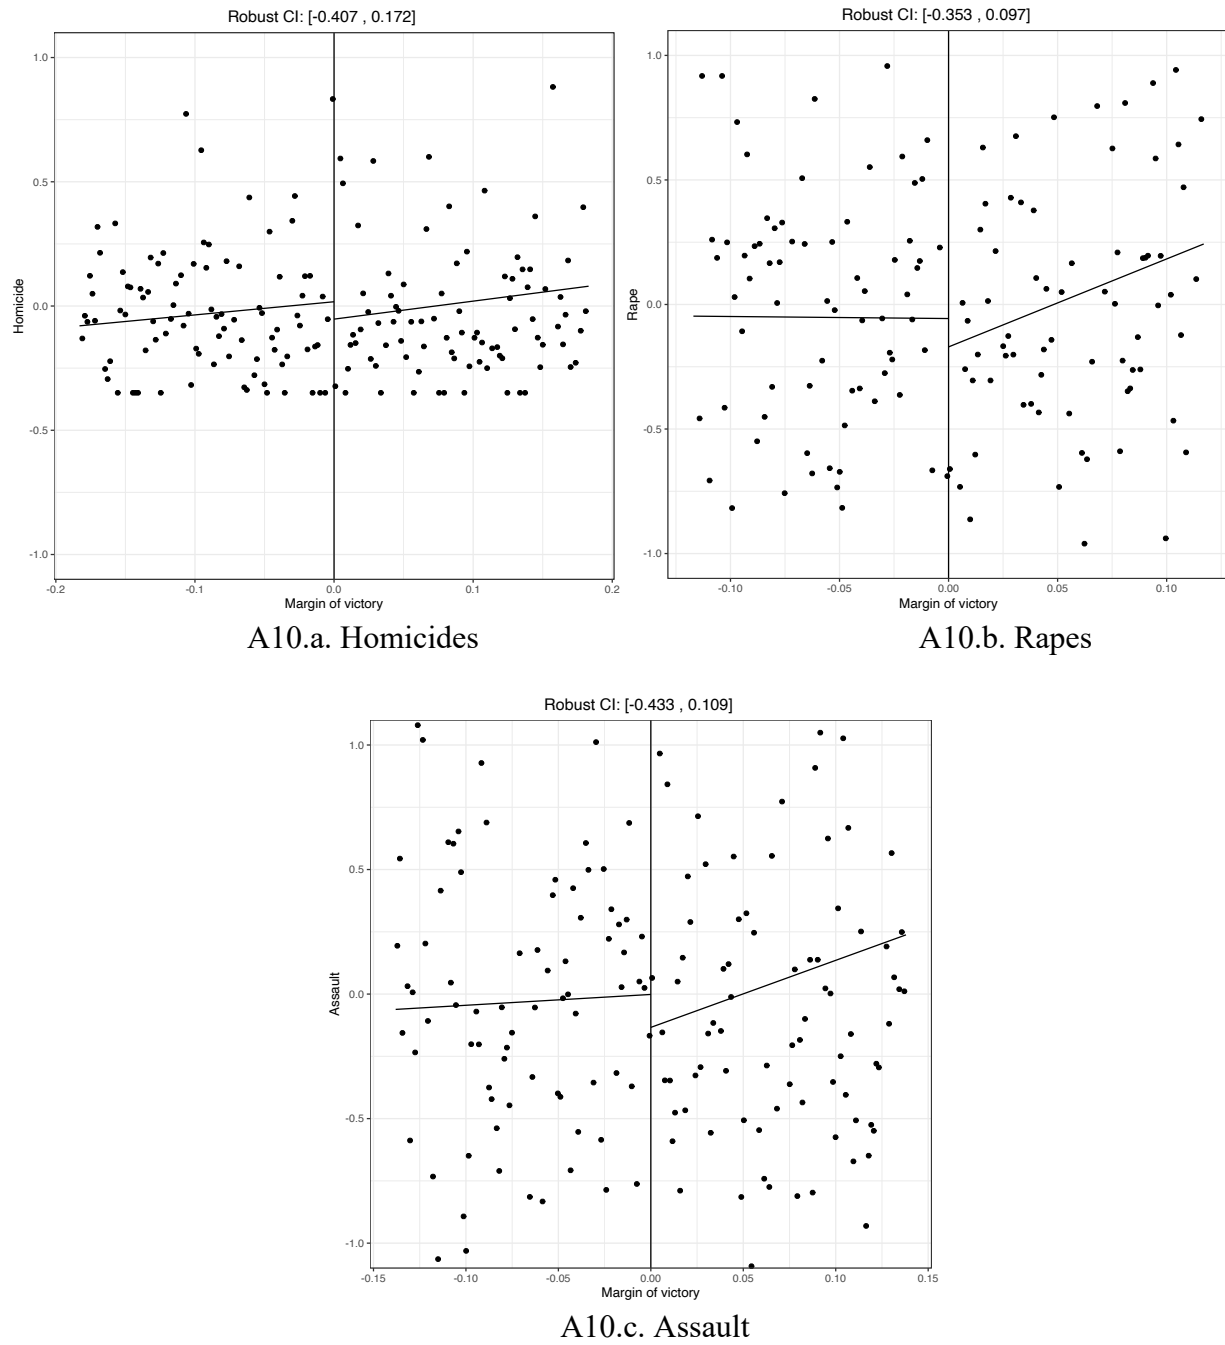 Robust CI: [-0.407 , 0.172]
1.0
0.5
0.0
-0.5
-1.0
Homicide
-0.2
-0.1
0.0
0.1
0.2
Margin of victory
A10.a. Homicides
Robust CI: [-0.353 , 0.097]
1.0
0.5
0.0
-0.5
-1.0
Rape
-0.10
-0.05
0.00
0.05
0.10
Margin of victory
A10.b. Rapes
Robust CI: [-0.433 , 0.109]
1.0
0.5
0.0
-0.5
-1.0
Assault
-0.15
-0.10
-0.05
0.00
0.05
0.10
0.15
Margin of victory
A10.c. Assault